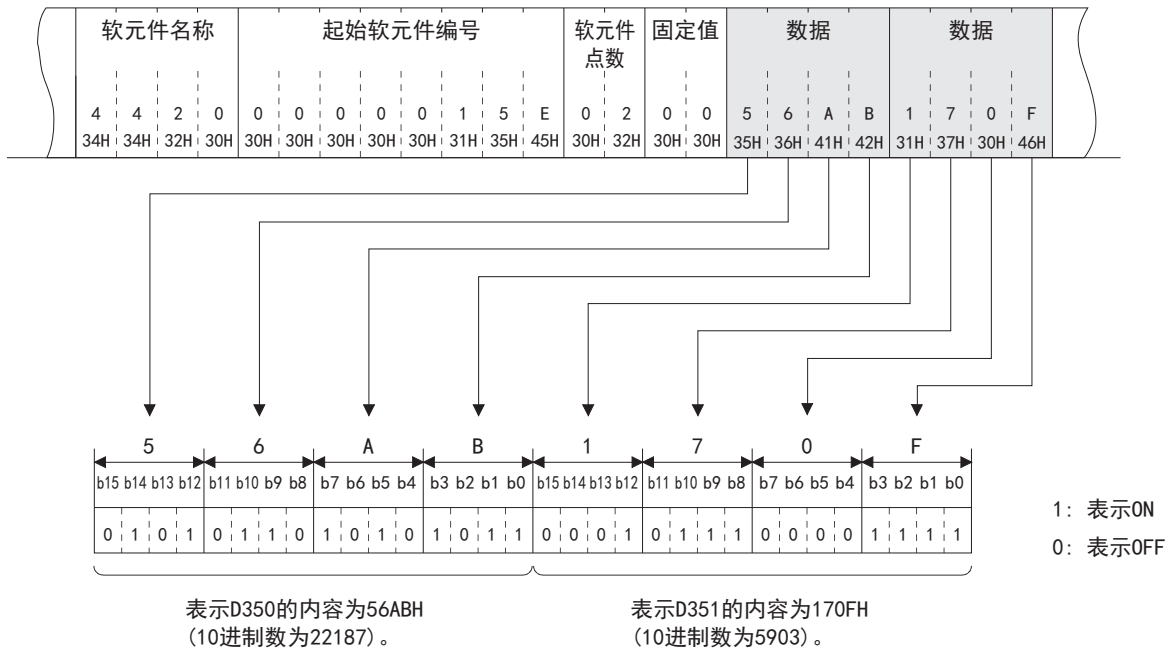 软元件名称 起始软元件编号 软元件点数 固定值 数据 数据
4 4 2 0 0 0 0 0 0 1 5 E 0 2 0 0 5 6 A B 1 7 0 F
34H 34H 32H 30H 30H 30H 30H 30H 30H 31H 35H 45H 30H 32H 30H 30H 35H 36H 41H 42H 31H 37H 30H 46H
5 6 A B 1 7 0 F
b15 b14 b13 b12 b11 b10 b9 b8 b7 b6 b5 b4 b3 b2 b1 b0 b15 b14 b13 b12 b11 b10 b9 b8 b7 b6 b5 b4 b3 b2 b1 b0
0 1 0 1 0 1 1 0 1 0 1 0 1 0 1 1 0 0 0 1 0 1 1 1 0 0 0 0 1 1 1 1
1: 表示ON
0: 表示OFF
表示D350的内容为56ABH
(10进制数为22187)。
表示D351的内容为170FH
(10进制数为5903)。